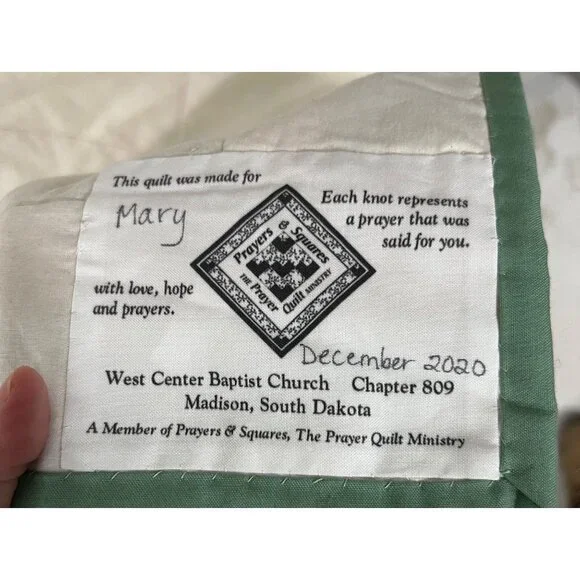 This quilt was made for
Mary
with love, hope
and prayers.
Prayers & Squares
THE Prayer Quilt MINISTRY
Each knot represents
a prayer that was
said for you.
December 2020
West Center Baptist Church Chapter 809
Madison, South Dakota
A Member of Prayers & Squares, The Prayer Quilt Ministry